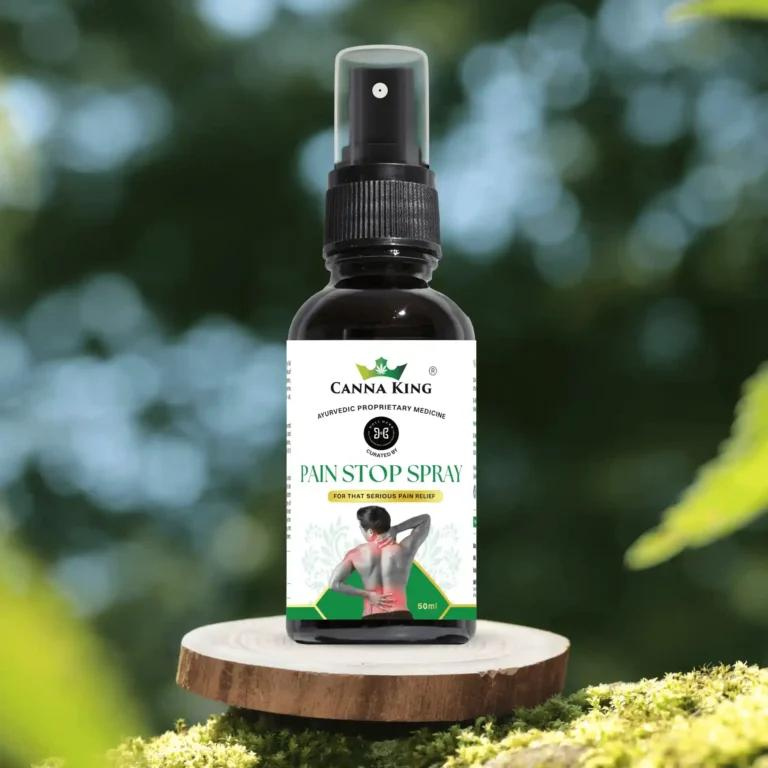 CANNA KING
®
AYURVEDIC PROPRIETARY MEDICINE
CURATED BY
PAIN STOP SPRAY
FOR THAT SERIOUS PAIN RELIEF
50ml